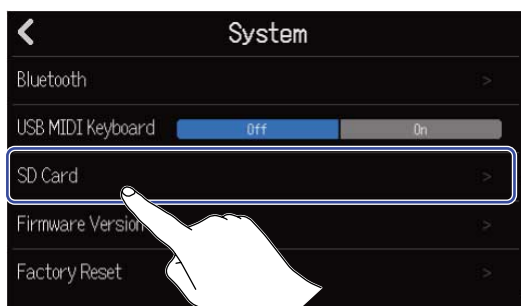 System
Bluetooth
USB MIDI Keyboard Off On
SD Card
Firmware Version
Factory Reset